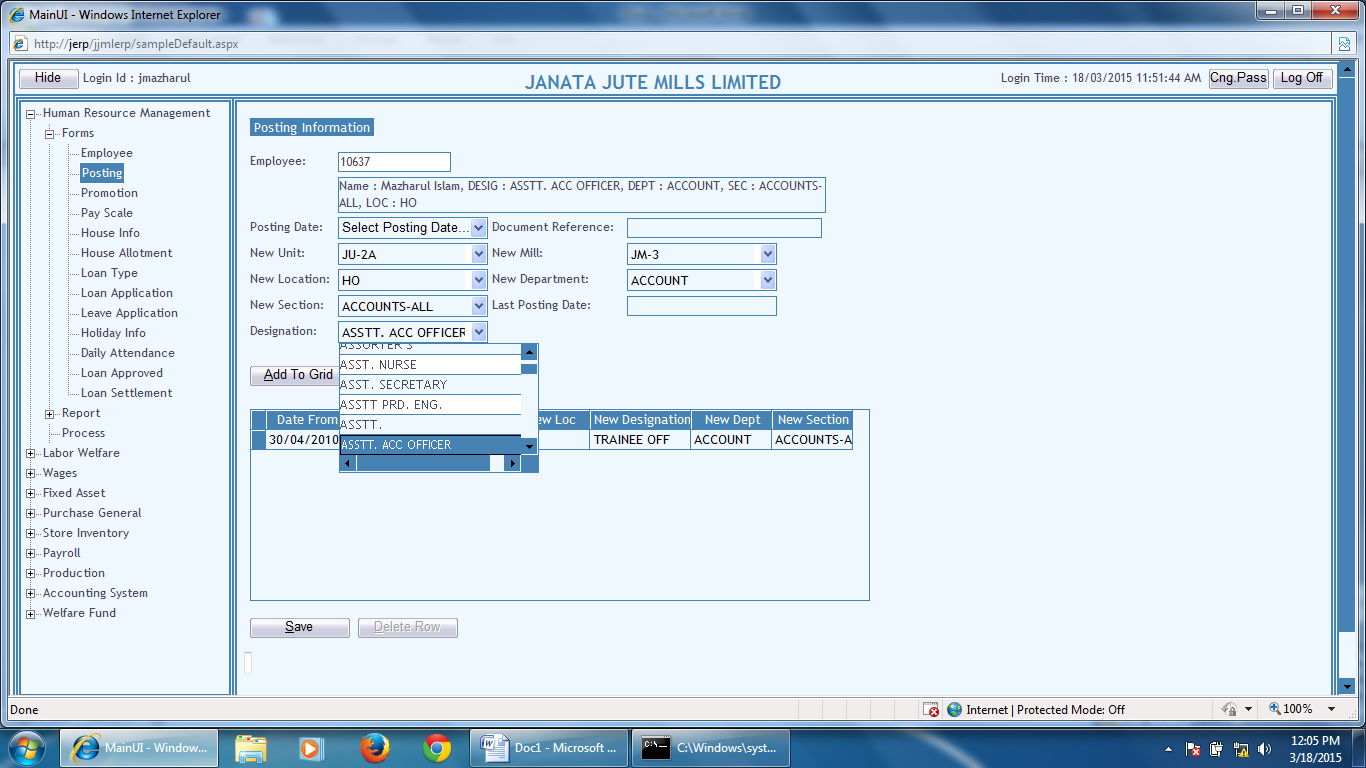 MainUI - Windows Internet Explorer
http://jerp/jjmlerp/sampleDefault.aspx
Hide Login Id : jmazharul JANATA JUTE MILLS LIMITED Login Time : 18/03/2015 11:51:44 AM Cng.Pass Log Off
Human Resource Management
Forms
Employee
Posting
Promotion
Pay Scale
House Info
House Allotment
Loan Type
Loan Application
Leave Application
Holiday Info
Daily Attendance
Loan Approved
Loan Settlement
Report
Process
Labor Welfare
Wages
Fixed Asset
Purchase General
Store Inventory
Payroll
Production
Accounting System
Welfare Fund
Posting Information
Employee: 10637
Name : Mazharul Islam, DESIG : ASSTT. ACC OFFICER, DEPT : ACCOUNT, SEC : ACCOUNTS-
ALL, LOC : HO
Posting Date: Select Posting Date... Document Reference:
New Unit: JU-2A New Mill: JM-3
New Location: HO New Department: ACCOUNT
New Section: ACCOUNTS-ALL Last Posting Date:
Designation: ASSTT. ACC OFFICER
ASSORTER'S
ASST. NURSE
ASST. SECRETARY
ASSTT PRD. ENG.
ASSTT.
ASSTT. ACC OFFICER
Add To Grid
Date From ew Loc New Designation New Dept New Section
30/04/2010 TRAINEE OFF ACCOUNT ACCOUNTS-A
Save Delete Row
Done Internet | Protected Mode: Off 100%
MainUI - Window... Doc1 - Microsoft ... C:\Windows\syst... 12:05 PM
3/18/2015